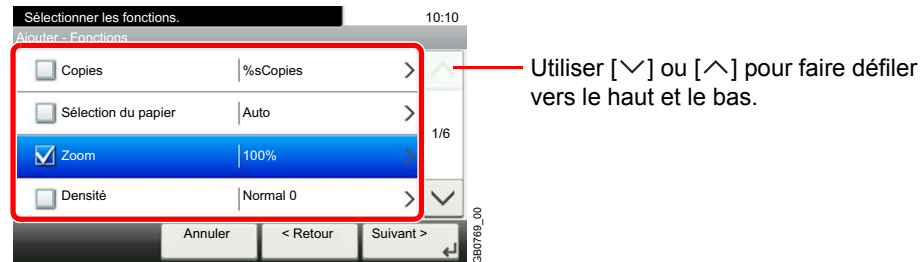 Sélectionner les fonctions. 10:10
Ajouter - Fonctions
Copies %sCopies
Sélection du papier Auto
1/6
Zoom 100%
Densité Normal 0
Annuler < Retour Suivant >
Utiliser [∨] ou [∧] pour faire défiler
vers le haut et le bas.
GB0769_00